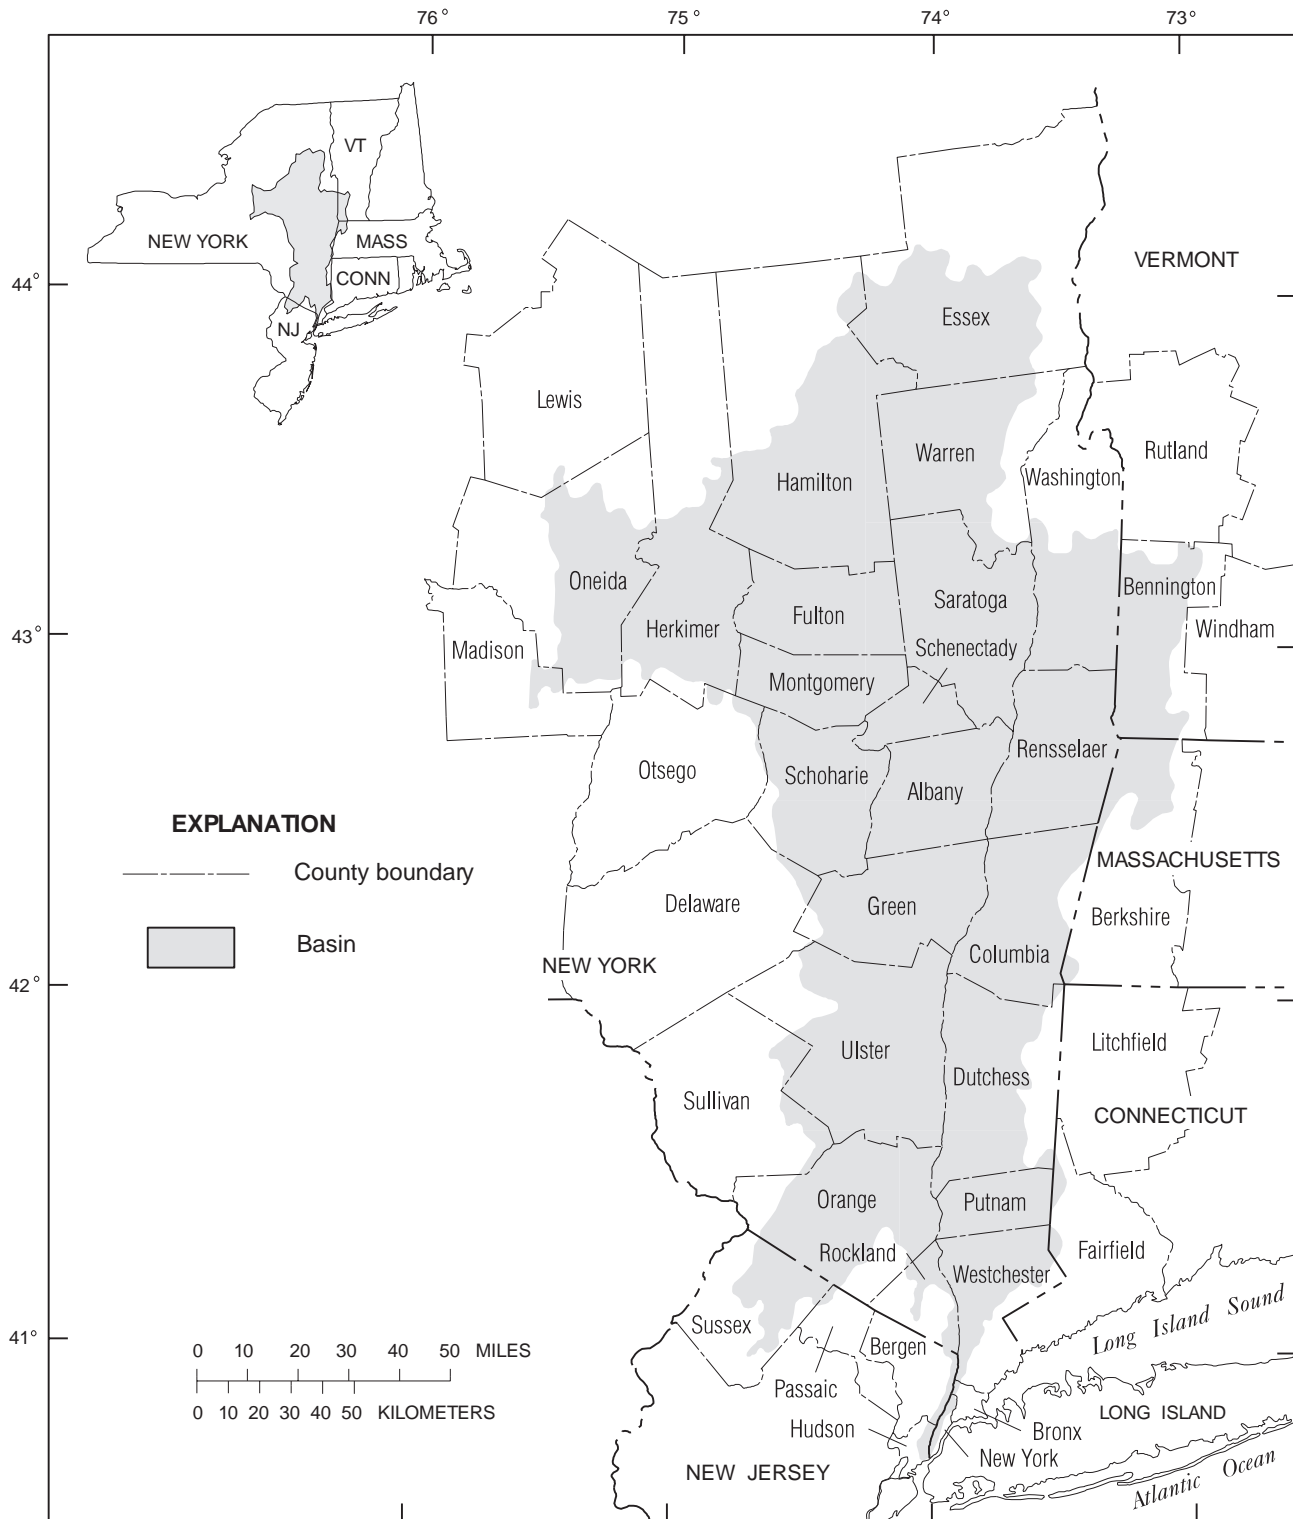 76°
75°
74°
73°
VT
NEW YORK
MASS
CONN
NJ
VERMONT
44°
Essex
Lewis
Warren
Rutland
Hamilton
Washington
Oneida
Bennington
Saratoga
Fulton
Herkimer
Windham
43°
Madison
Schenectady
Montgomery
Rensselaer
Otsego
Schoharie
Albany
EXPLANATION
County boundary
Basin
MASSACHUSETTS
Delaware
Green
Berkshire
Columbia
NEW YORK
42°
Litchfield
Ulster
Dutchess
Sullivan
CONNECTICUT
Orange
Putnam
Rockland
Fairfield
Westchester
Long Island Sound
41°
Sussex
Bergen
0 10 20 30 40 50 MILES
0 10 20 30 40 50 KILOMETERS
Passaic
Hudson
LONG ISLAND
Bronx
New York
NEW JERSEY
Atlantic Ocean